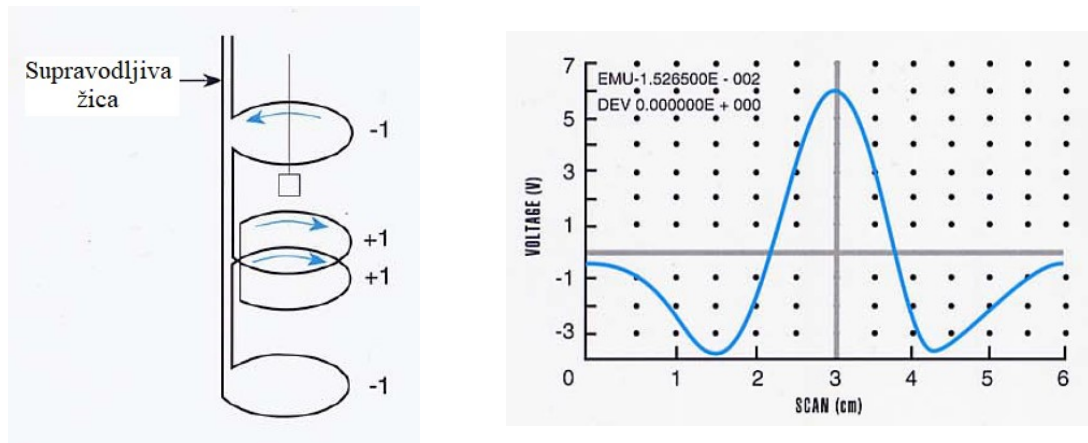 Supravodljiva
žica
-1
+1
+1
-1
7
5
3
1
-1
-3
VOLTAGE (V)
EMU-1.526500E - 002
DEV 0.000000E + 000
0
1
2
3
4
5
6
SCAN (cm)